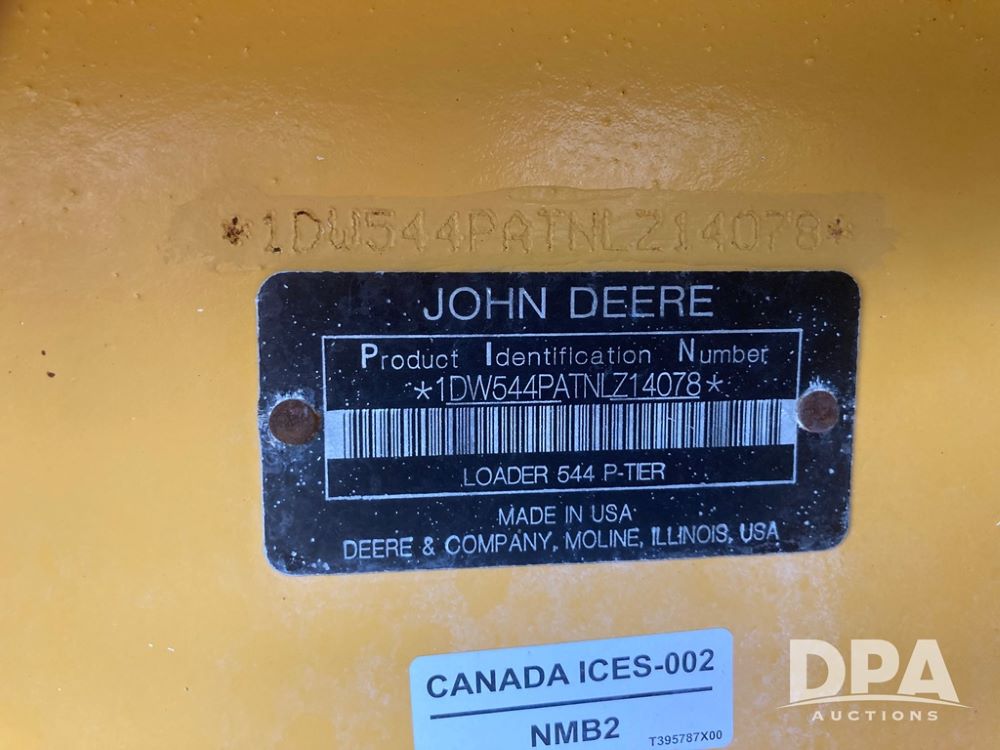 *1DW544PATNLZ14078*
JOHN DEERE
Product Identification Number
*1DW544PATNLZ14078*
LOADER 544 P-TIER
MADE IN USA
DEERE & COMPANY, MOLINE, ILLINOIS, USA
CANADA ICES-002
NMB2
T395787X00
DPA
AUCTIONS